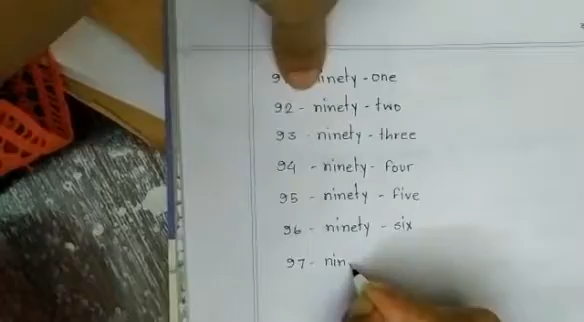 9 ninety - one
92 - ninety - two
93 - ninety - three
94 - ninety - four
95 - ninety - five
96 - ninety - six
97 - nin